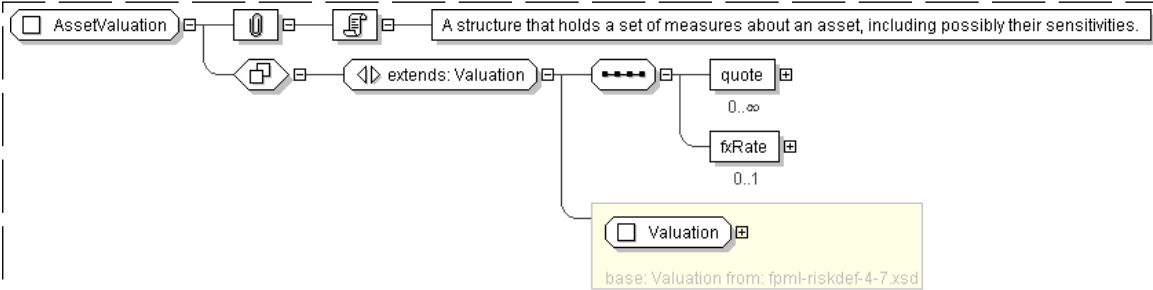 AssetValuation
A structure that holds a set of measures about an asset, including possibly their sensitivities.
extends: Valuation
quote
0..∞
fxRate
0..1
Valuation
base: Valuation from: fpml-riskdef-4-7.xsd